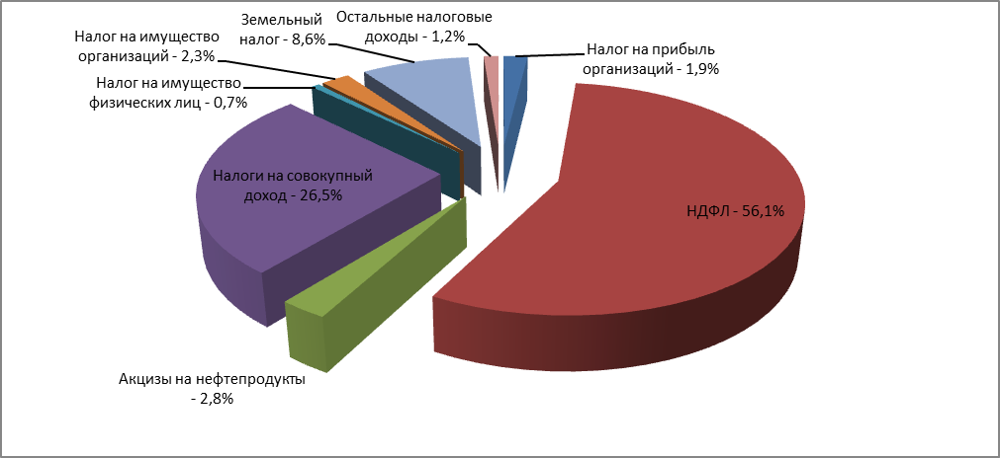 Земельный
налог - 8,6%
Остальные налоговые
доходы - 1,2%
Налог на имущество
организаций - 2,3%
Налог на прибыль
организаций - 1,9%
Налог на имущество
физических лиц - 0,7%
Налоги на совокупный
доход - 26,5%
НДФЛ - 56,1%
Акцизы на нефтепродукты
- 2,8%